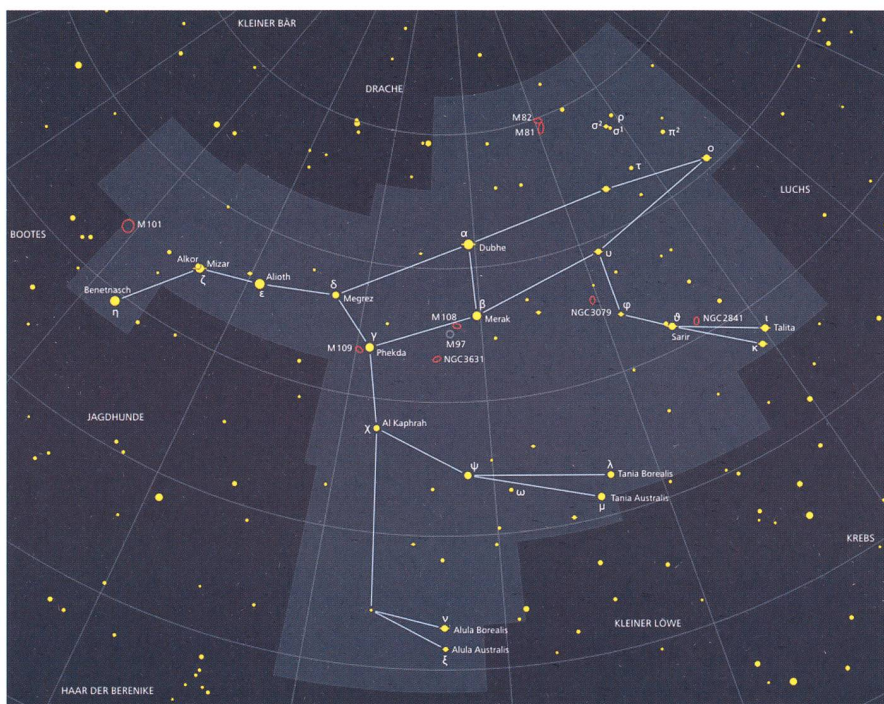 KLEINER BÄR
DRACHE
M82
M81
ρ
σ² σ¹
π²
ο
τ
LUCHS
M101
BOOTES
α
Dubhe
Alkor
Mizar
ζ
Alioth
ε
δ
Megrez
υ
Benetnasch
η
β
Merak
M108
M97
NGC3631
γ
Phekda
M109
NGC3079
φ
ϑ
Sarir
NGC2841
ι
Talita
κ
JAGDHUNDE
χ
Al Kaphrah
ψ
ω
λ
Tania Borealis
Tania Australis
μ
KREBS
ν
Alula Borealis
Alula Australis
ξ
KLEINER LÖWE
HAAR DER BERENIKE